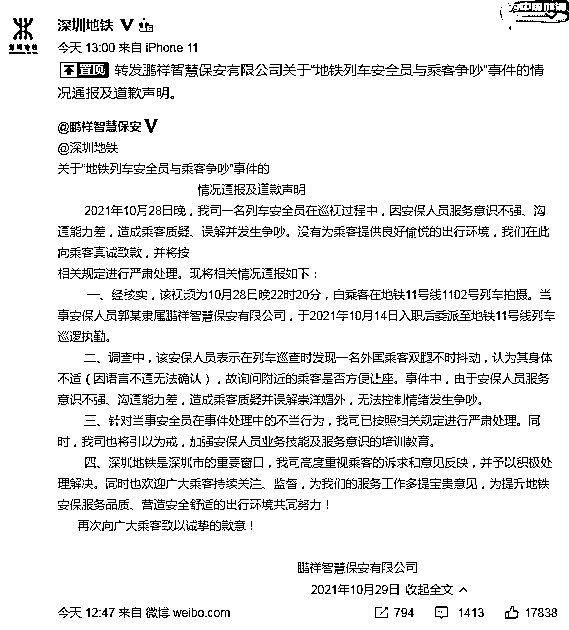 深圳地铁
深圳地铁
今天 13:00 来自 iPhone 11
置顶 转发鹏祥智慧保安有限公司关于“地铁列车安全员与乘客争吵”事件的情
况通报及道歉声明。
@鹏祥智慧保安
@深圳地铁
关于“地铁列车安全员与乘客争吵”事件的
情况通报及道歉声明
2021年10月28日晚，我司一名列车安全员在巡视过程中，因安保人员服务意识不强、沟
通能力差，造成乘客质疑、误解并发生争吵。没有为乘客提供良好愉悦的出行环境，我们在此
向乘客真诚致歉，并将按
相关规定进行严肃处理。现将相关情况通报如下：
一、经核实，该视频为10月28日晚22时20分，由乘客在地铁11号线1102号列车拍摄。当
事安保人员郭某隶属鹏祥智慧保安有限公司，于2021年10月14日入职后委派至地铁11号线列车
巡逻执勤。
二、调查中，该安保人员表示在列车巡查时发现一名外国乘客双腿不时抖动，认为其身体
不适（因语言不通无法确认），故询问附近的乘客是否方便让座。事件中，由于安保人员服务
意识不强、沟通能力差，造成乘客质疑并误解崇洋媚外，无法控制情绪发生争吵。
三、针对当事安全员在事件处理中的不当行为，我司已按照相关规定进行严肃处理。同
时，我司也将引以为戒，加强安保人员业务技能及服务意识的培训教育。
四、深圳地铁是深圳市的重要窗口，我司高度重视乘客的诉求和意见反映，并予以积极处
理解决。同时也欢迎广大乘客持续关注、监督，为我们的服务工作多提宝贵意见，为提升地铁
安保服务品质、营造安全舒适的出行环境共同努力！
再次向广大乘客致以诚挚的歉意！
鹏祥智慧保安有限公司
2021年10月29日 收起全文
今天 12:47 来自 微博 weibo.com
794 1413 17838